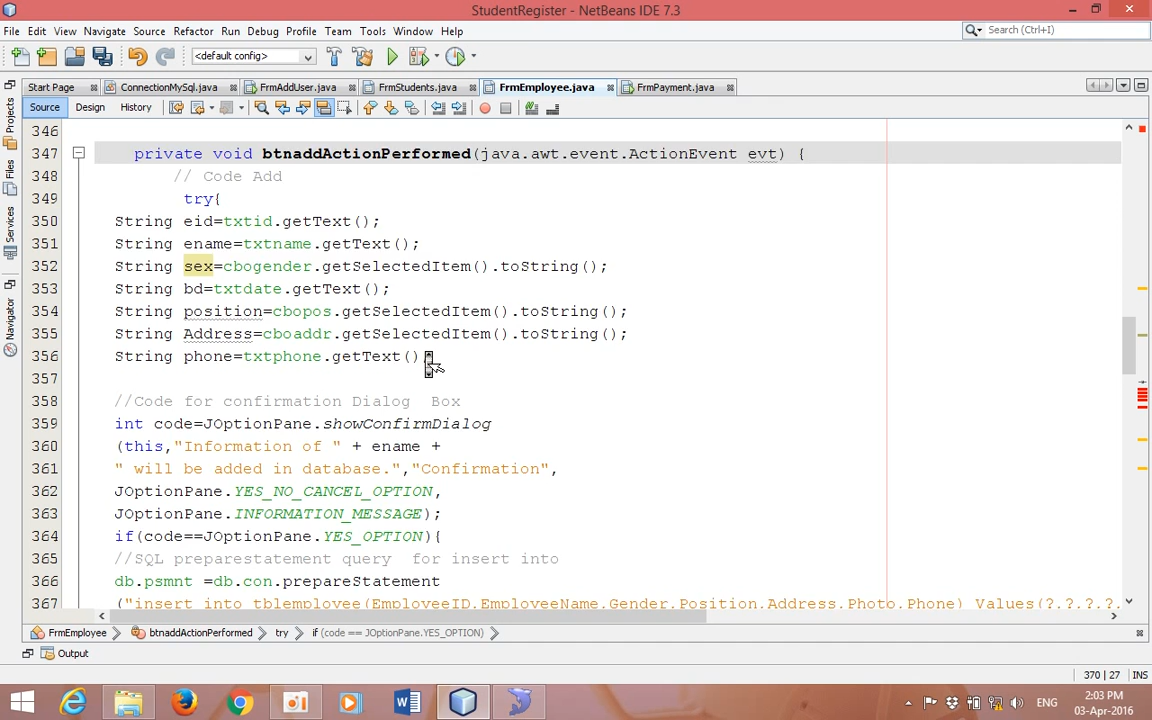 StudentRegister - NetBeans IDE 7.3
File Edit View Navigate Source Refactor Run Debug Profile Team Tools Window Help
Search (Ctrl+I)
<default config>
Start Page ConnectionMySql.java FrmAddUser.java FrmStudents.java FrmEmployee.java FrmPayment.java
Source Design History
Projects
Files
Services
Navigator
346
347 private void btnaddActionPerformed(java.awt.event.ActionEvent evt) {
348 // Code Add
349 try{
350 String eid=txtid.getText();
351 String ename=txtname.getText();
352 String sex=cbogender.getSelectedItem().toString();
353 String bd=txtdate.getText();
354 String position=cbopos.getSelectedItem().toString();
355 String Address=cboaddr.getSelectedItem().toString();
356 String phone=txtphone.getText()
357
358 //Code for confirmation Dialog Box
359 int code=JOptionPane.showConfirmDialog
360 (this,"Information of " + ename +
361 " will be added in database.","Confirmation",
362 JOptionPane.YES_NO_CANCEL_OPTION,
363 JOptionPane.INFORMATION_MESSAGE);
364 if(code==JOptionPane.YES_OPTION){
365 //SQL preparestatement query for insert into
366 db.psmnt =db.con.prepareStatement
367 ("insert into tblemployee(EmployeeID,EmployeeName,Gender,Position,Address,Photo,Phone) Values(?,?,?,?,
FrmEmployee btnaddActionPerformed try if (code == JOptionPane.YES_OPTION)
Output
370 | 27 INS
ENG
2:03 PM
03-Apr-2016